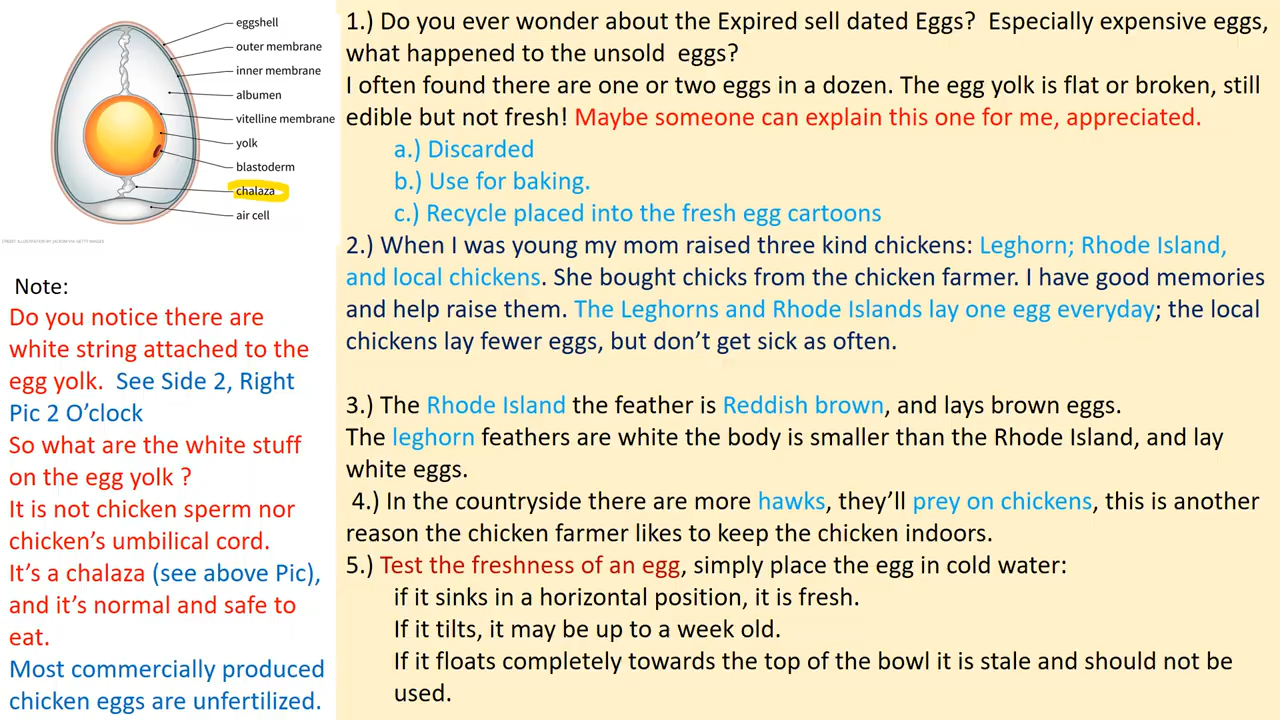 eggshell
outer membrane
inner membrane
albumen
vitelline membrane
yolk
blastoderm
chalaza
air cell
Note:
Do you notice there are
white string attached to the
egg yolk. See Side 2, Right
Pic 2 O’clock
So what are the white stuff
on the egg yolk ?
It is not chicken sperm nor
chicken’s umbilical cord.
It’s a chalaza (see above Pic),
and it’s normal and safe to
eat.
Most commercially produced
chicken eggs are unfertilized.
1.) Do you ever wonder about the Expired sell dated Eggs? Especially expensive eggs,
what happened to the unsold eggs?
I often found there are one or two eggs in a dozen. The egg yolk is flat or broken, still
edible but not fresh! Maybe someone can explain this one for me, appreciated.
a.) Discarded
b.) Use for baking.
c.) Recycle placed into the fresh egg cartoons
2.) When I was young my mom raised three kind chickens: Leghorn; Rhode Island,
and local chickens. She bought chicks from the chicken farmer. I have good memories
and help raise them. The Leghorns and Rhode Islands lay one egg everyday; the local
chickens lay fewer eggs, but don’t get sick as often.
3.) The Rhode Island the feather is Reddish brown, and lays brown eggs.
The leghorn feathers are white the body is smaller than the Rhode Island, and lay
white eggs.
4.) In the countryside there are more hawks, they’ll prey on chickens, this is another
reason the chicken farmer likes to keep the chicken indoors.
5.) Test the freshness of an egg, simply place the egg in cold water:
if it sinks in a horizontal position, it is fresh.
If it tilts, it may be up to a week old.
If it floats completely towards the top of the bowl it is stale and should not be
used.